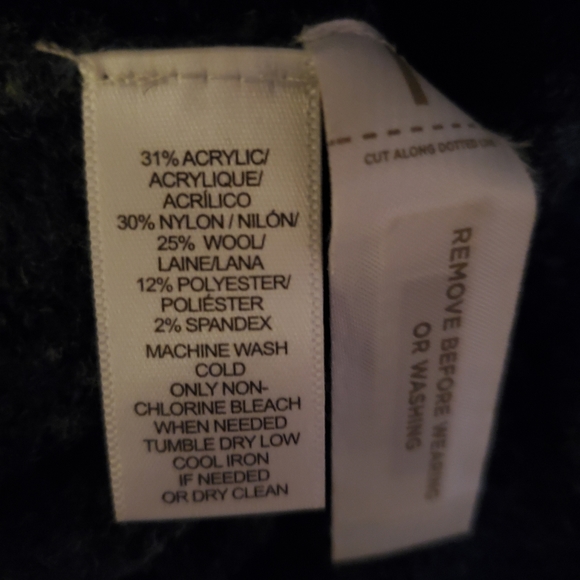 31% ACRYLIC/
ACRYLIQUE/
ACRÍLICO
30% NYLON / NILÓN/
25% WOOL/
LAINE/LANA
12% POLYESTER/
POLIÉSTER
2% SPANDEX
MACHINE WASH
COLD
ONLY NON-
CHLORINE BLEACH
WHEN NEEDED
TUMBLE DRY LOW
COOL IRON
IF NEEDED
OR DRY CLEAN
CUT ALONG DOTTED LINE
REMOVE BEFORE WEARING
OR WASHING